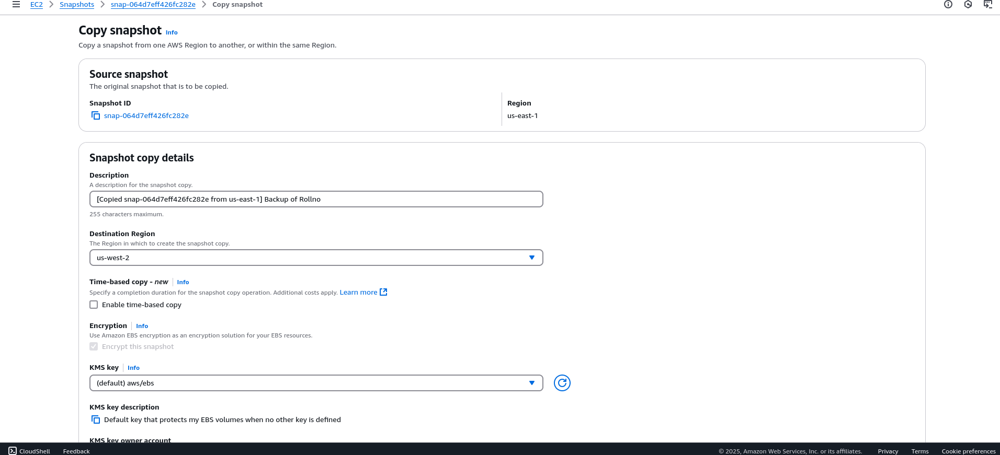 EC2 > Snapshots > snap-064d7eff426fc282e > Copy snapshot
Copy snapshot Info
Copy a snapshot from one AWS Region to another, or within the same Region.
Source snapshot
The original snapshot that is to be copied.
Snapshot ID
snap-064d7eff426fc282e
Region
us-east-1
Snapshot copy details
Description
A description for the snapshot copy.
[Copied snap-064d7eff426fc282e from us-east-1] Backup of Rollno
255 characters maximum.
Destination Region
The Region in which to create the snapshot copy.
us-west-2
Time-based copy - new Info
Specify a completion duration for the snapshot copy operation. Additional costs apply. Learn more
Enable time-based copy
Encryption Info
Use Amazon EBS encryption as an encryption solution for your EBS resources.
Encrypt this snapshot
KMS key Info
(default) aws/ebs
KMS key description
Default key that protects my EBS volumes when no other key is defined
KMS key owner account
CloudShell Feedback © 2025, Amazon Web Services, Inc. or its affiliates. Privacy Terms Cookie preferences